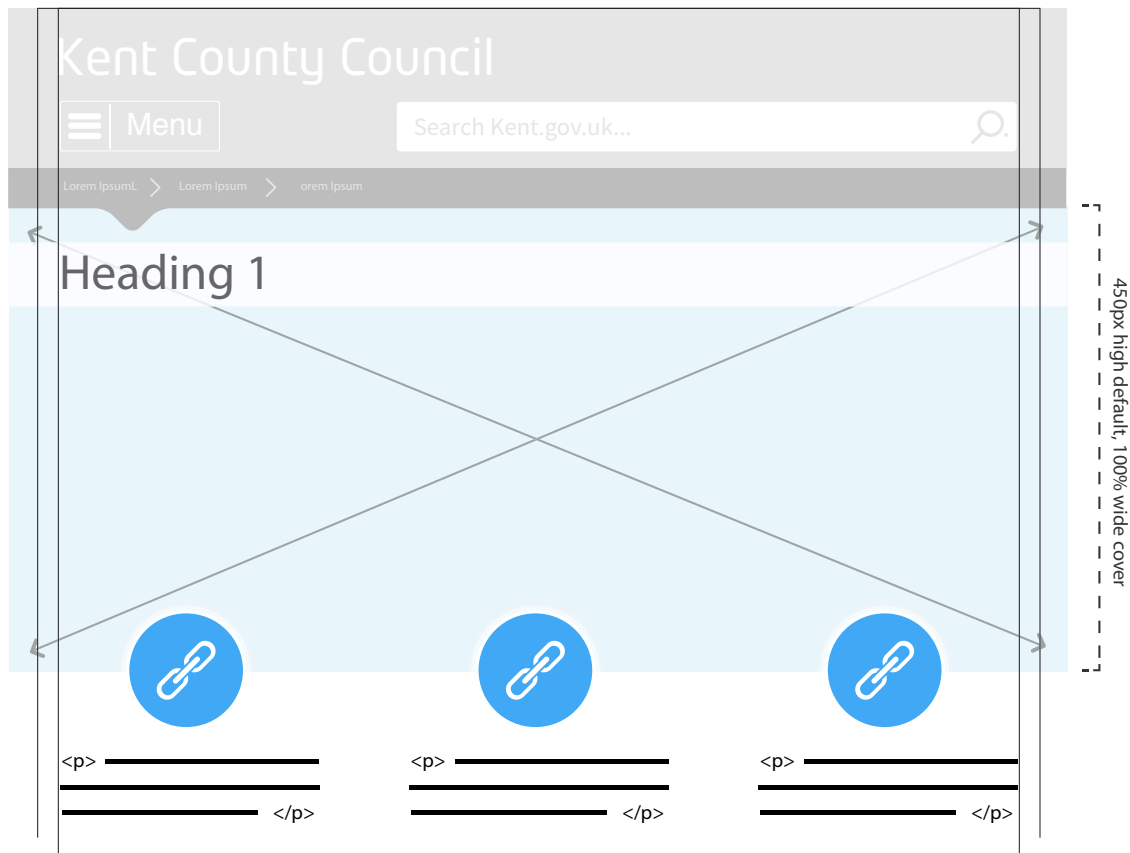 Kent County Council
Menu
Search Kent.gov.uk...
Lorem IpsumL Lorem Ipsum orem Ipsum
Heading 1
450px high default, 100% wide cover
<p> <p> <p>
</p> </p> </p>